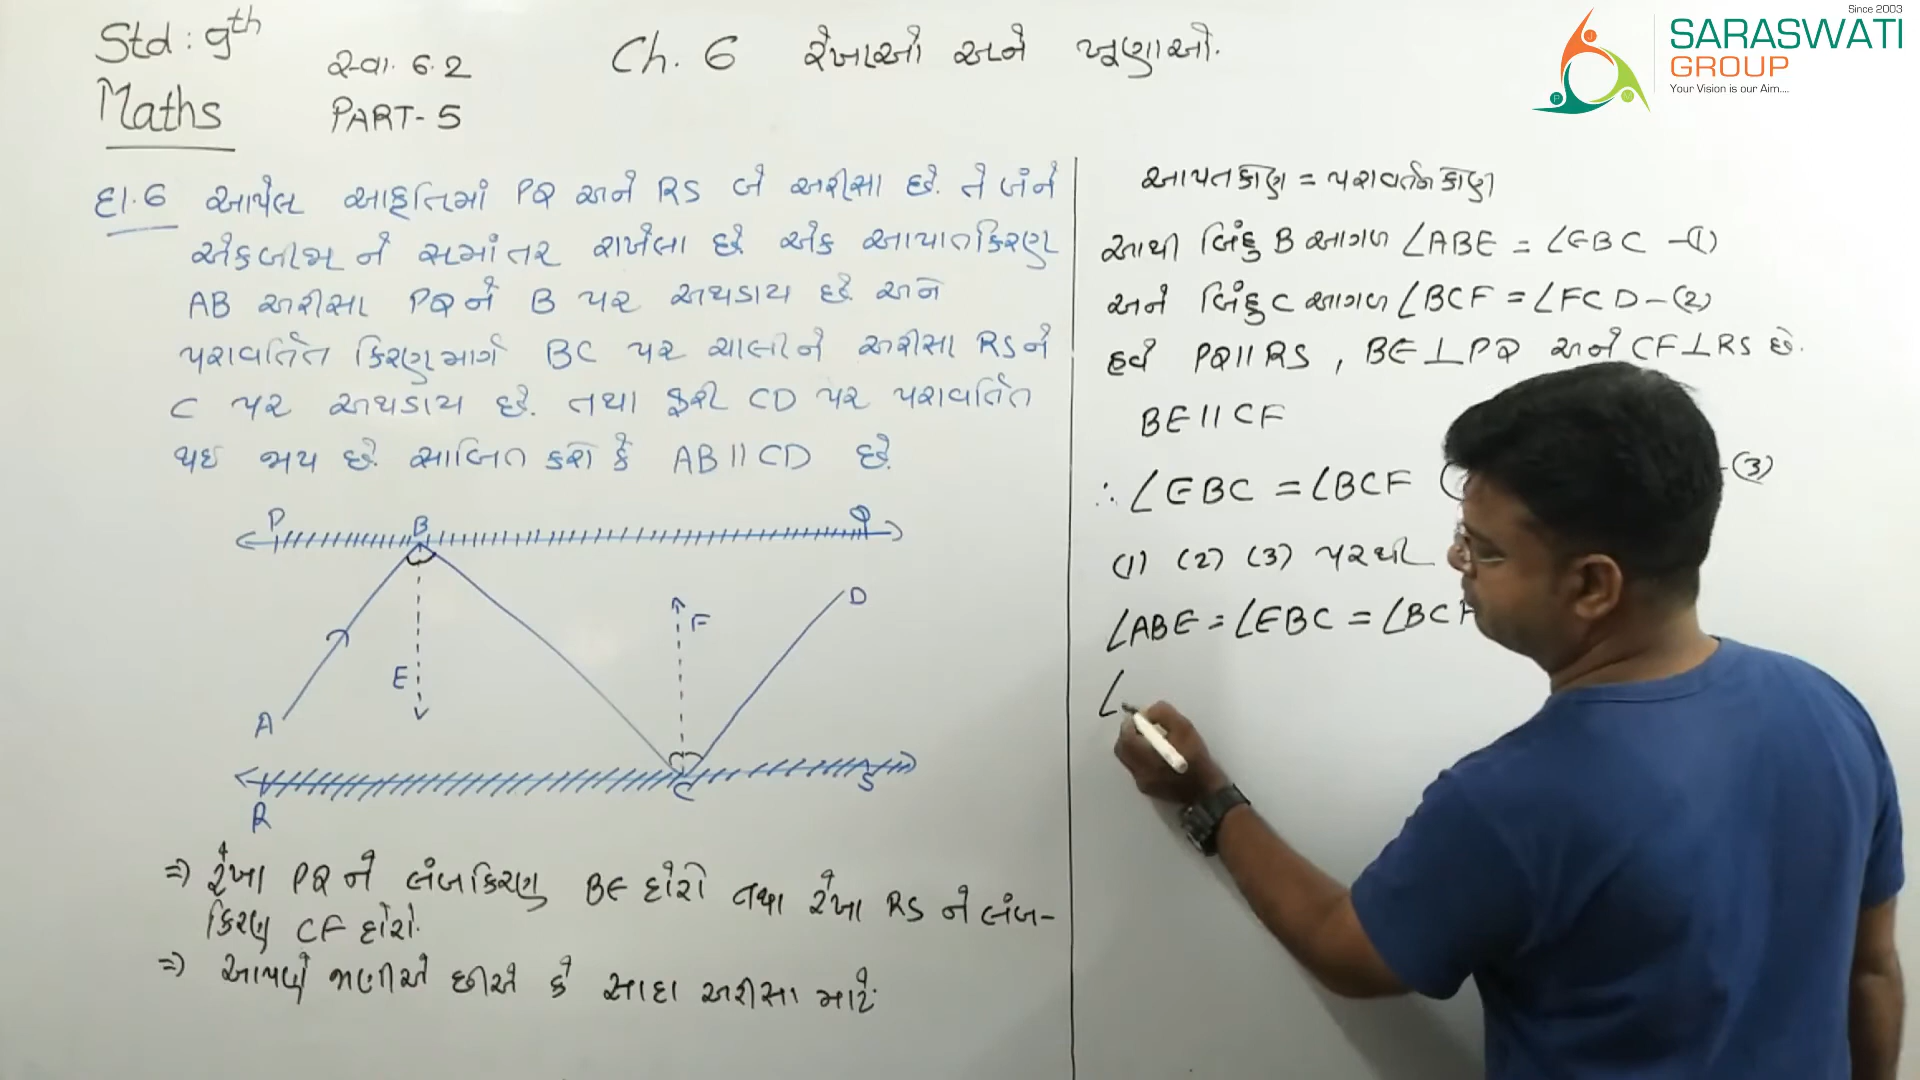 Std : 9th
Maths
સ્વા. 6.2
PART-5
Ch. 6 રેખાઓ અને ખૂણાઓ.
Since 2003
SARASWATI
GROUP
Your Vision is our Aim....
દા.6 આપેલ આકૃતિમાં PQ અને RS બે અરીસા છે. તે બંને
એકબીજાને સમાંતર રાખેલા છે. એક આપાતકિરણ
AB અરીસા PQને B પર અથડાય છે. અને
પરાવર્તિત કિરણમાર્ગ BC પર ચાલીને અરીસા RSને
C પર અથડાય છે. તથા ફરી CD પર પરાવર્તિત
થઇ જાય છે. સાબિત કરો કે AB || CD છે.
P B Q
D
F
E
A
C S
R
⇒ રેખા PQ ને લંબકિરણ BE દોરો તથા રેખા RS ને લંબ-
કિરણ CF દોરો.
⇒ આપણે જાણીએ છીએ કે સાદા અરીસા માટે
આપાતકોણ = પરાવર્તન કોણ
આથી બિંદુ B આગળ ∠ABE = ∠EBC -(1)
અને બિંદુ C આગળ ∠BCF = ∠FCD -(2)
હવે PQ || RS , BE ⊥ PQ અને CF ⊥ RS છે.
BE || CF
∴ ∠EBC = ∠BCF ( -(3)
(1) (2) (3) પરથી
∠ABE = ∠EBC = ∠BCF
∠